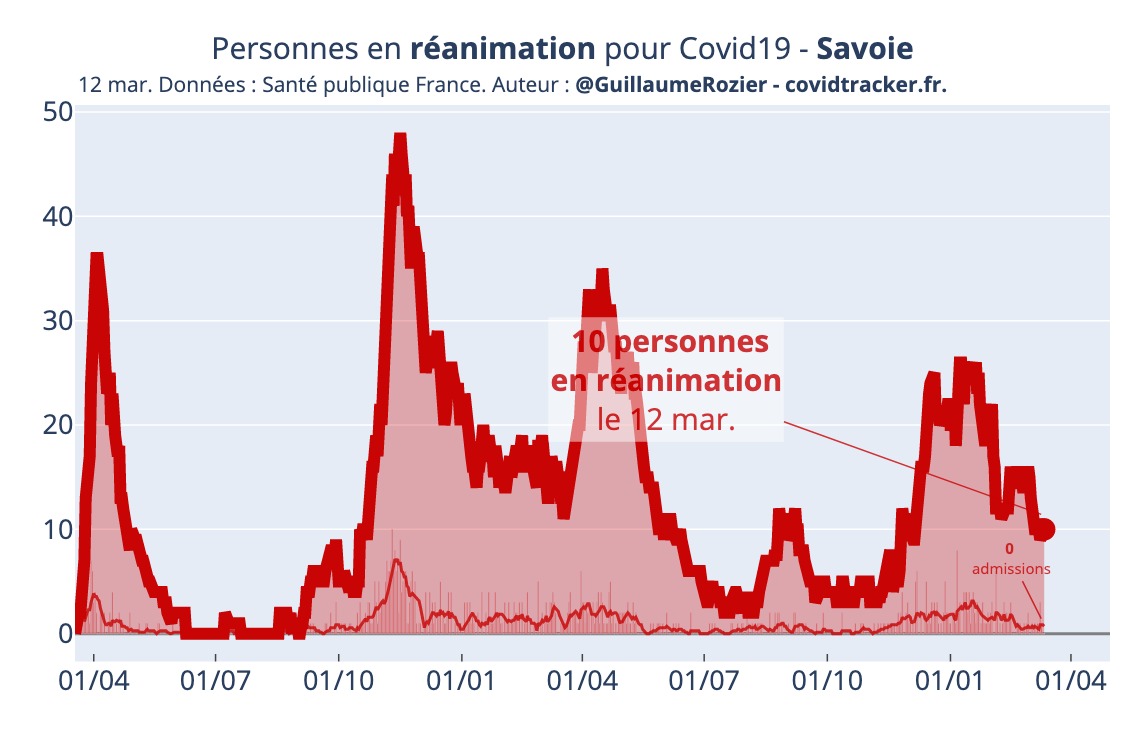 Personnes en réanimation pour Covid19 - Savoie
12 mar. Données : Santé publique France. Auteur : @GuillaumeRozier - covidtracker.fr.
50
40
30
20
10
0
10 personnes
en réanimation
le 12 mar.
0
admissions
01/04
01/07
01/10
01/01
01/04
01/07
01/10
01/01
01/04